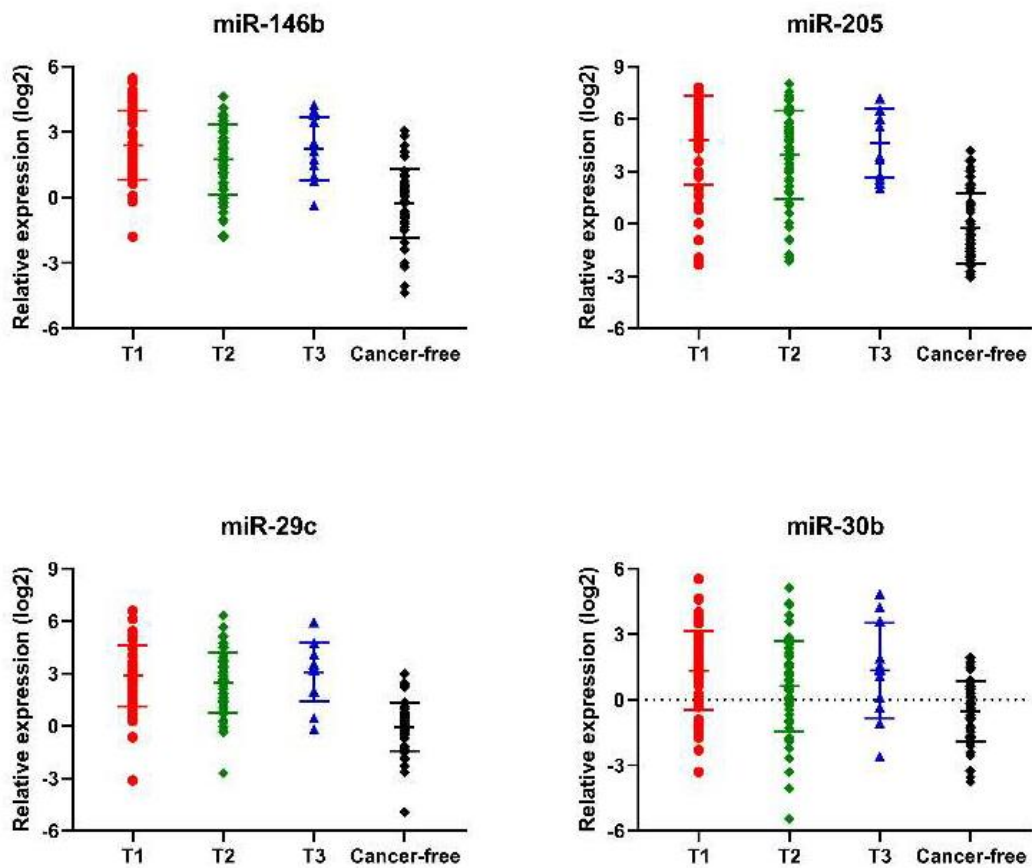 miR-146b
Relative expression (log2)
6
3
0
-3
-6
T1 T2 T3 Cancer-free
miR-205
Relative expression (log2)
9
6
3
0
-3
-6
T1 T2 T3 Cancer-free
miR-29c
Relative expression (log2)
9
6
3
0
-3
-6
T1 T2 T3 Cancer-free
miR-30b
Relative expression (log2)
6
3
0
-3
-6
T1 T2 T3 Cancer-free